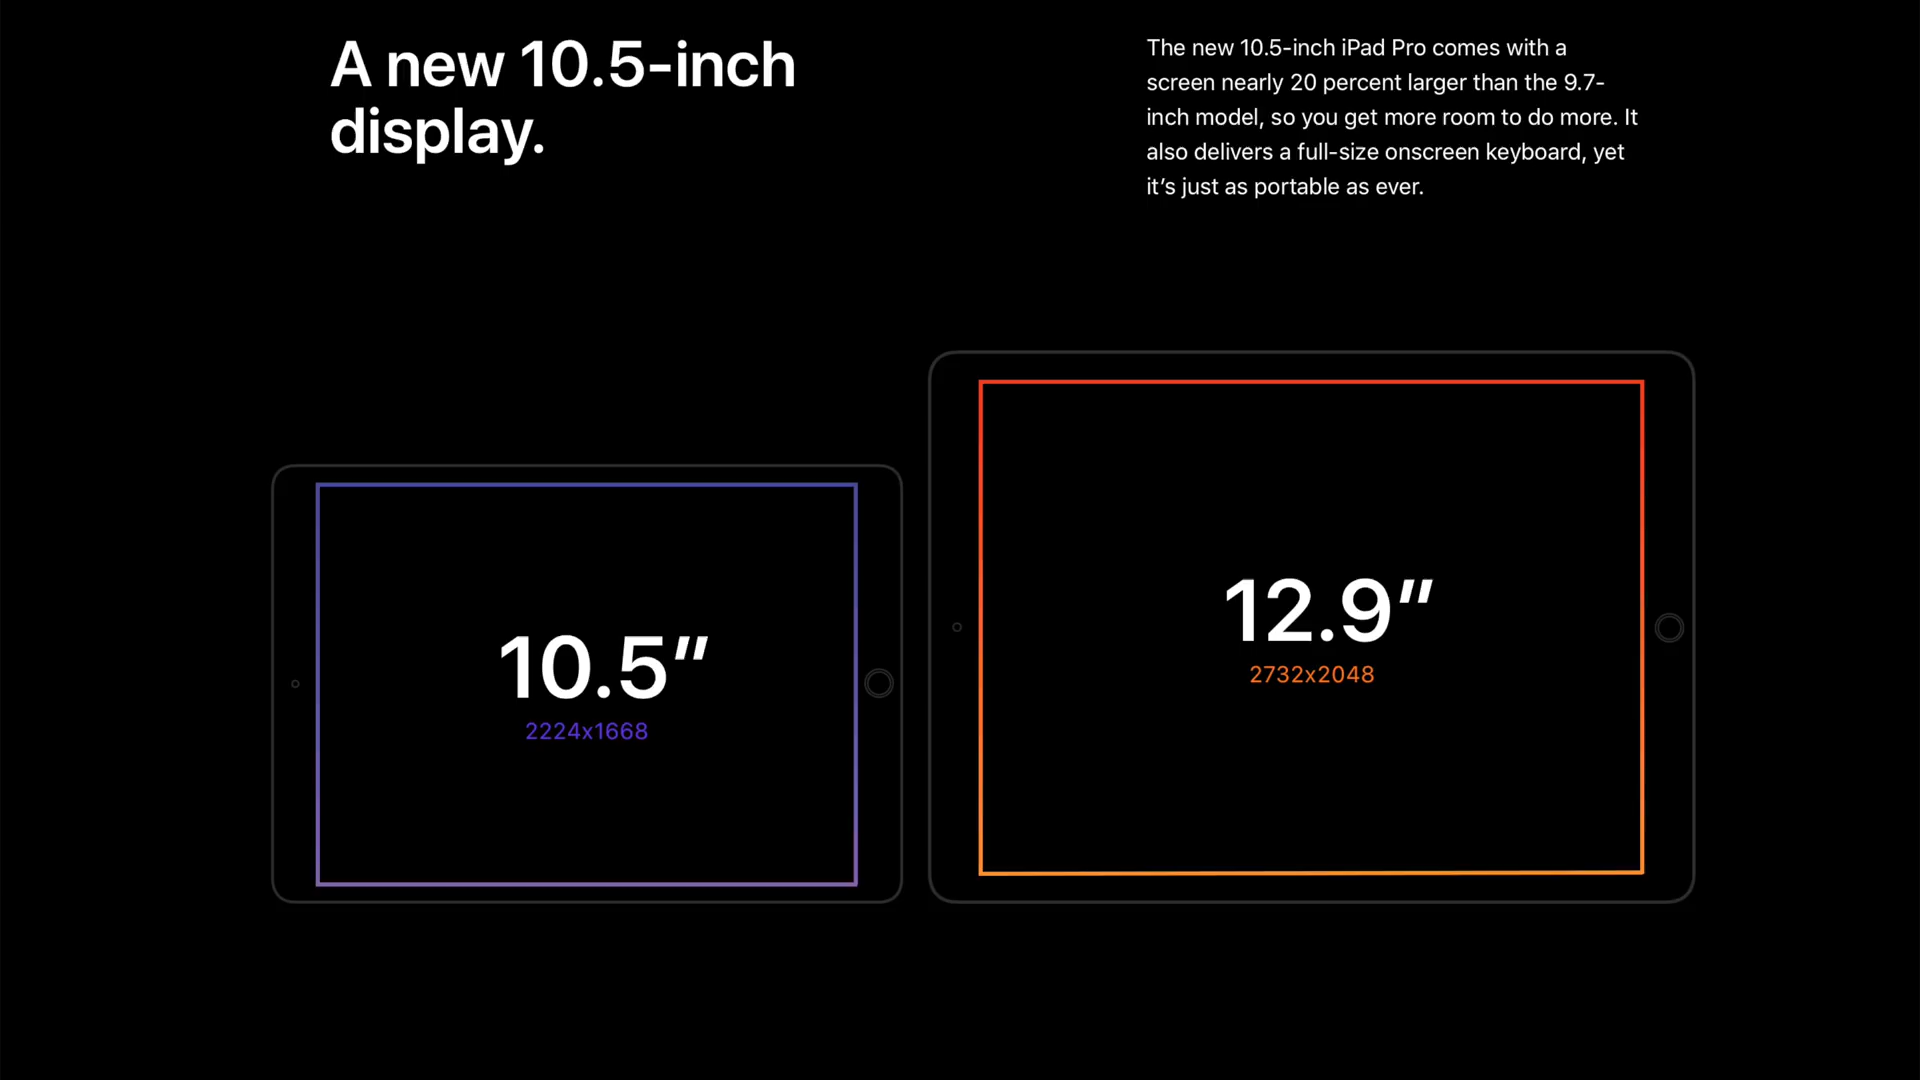 A new 10.5-inch
display.
The new 10.5-inch iPad Pro comes with a
screen nearly 20 percent larger than the 9.7-
inch model, so you get more room to do more. It
also delivers a full-size onscreen keyboard, yet
it’s just as portable as ever.
10.5″
2224x1668
12.9″
2732x2048